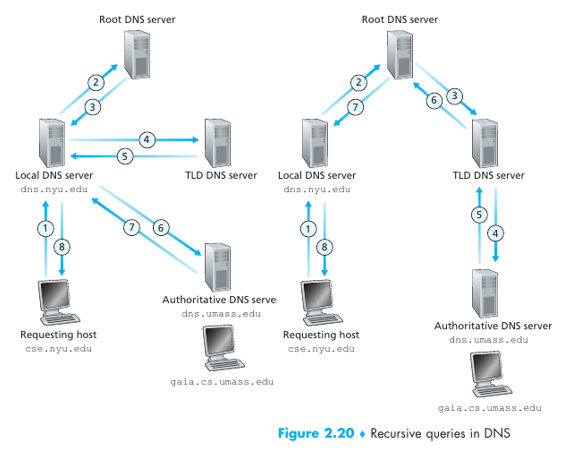 Root DNS server
2
3
4
5
Local DNS server
dns.nyu.edu
TLD DNS server
1
8
7
6
Requesting host
cse.nyu.edu
Authoritative DNS serve
dns.umass.edu
gaia.cs.umass.edu
Root DNS server
2
7
3
6
Local DNS server
dns.nyu.edu
TLD DNS server
1
8
5
4
Requesting host
cse.nyu.edu
Authoritative DNS server
dns.umass.edu
gaia.cs.umass.edu
Figure 2.20 ♦ Recursive queries in DNS